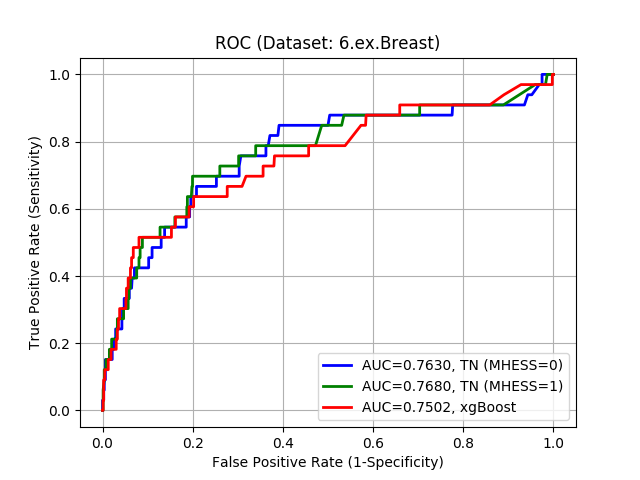 ROC (Dataset: 6.ex.Breast)
True Positive Rate (Sensitivity)
1.0
0.8
0.6
0.4
0.2
0.0
AUC=0.7630, TN (MHESS=0)
AUC=0.7680, TN (MHESS=1)
AUC=0.7502, xgBoost
0.0 0.2 0.4 0.6 0.8 1.0
False Positive Rate (1-Specificity)